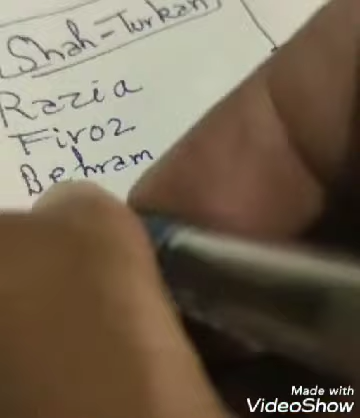 Shah-Turkan
Razia
Firoz
Behram
Made with
VideoShow